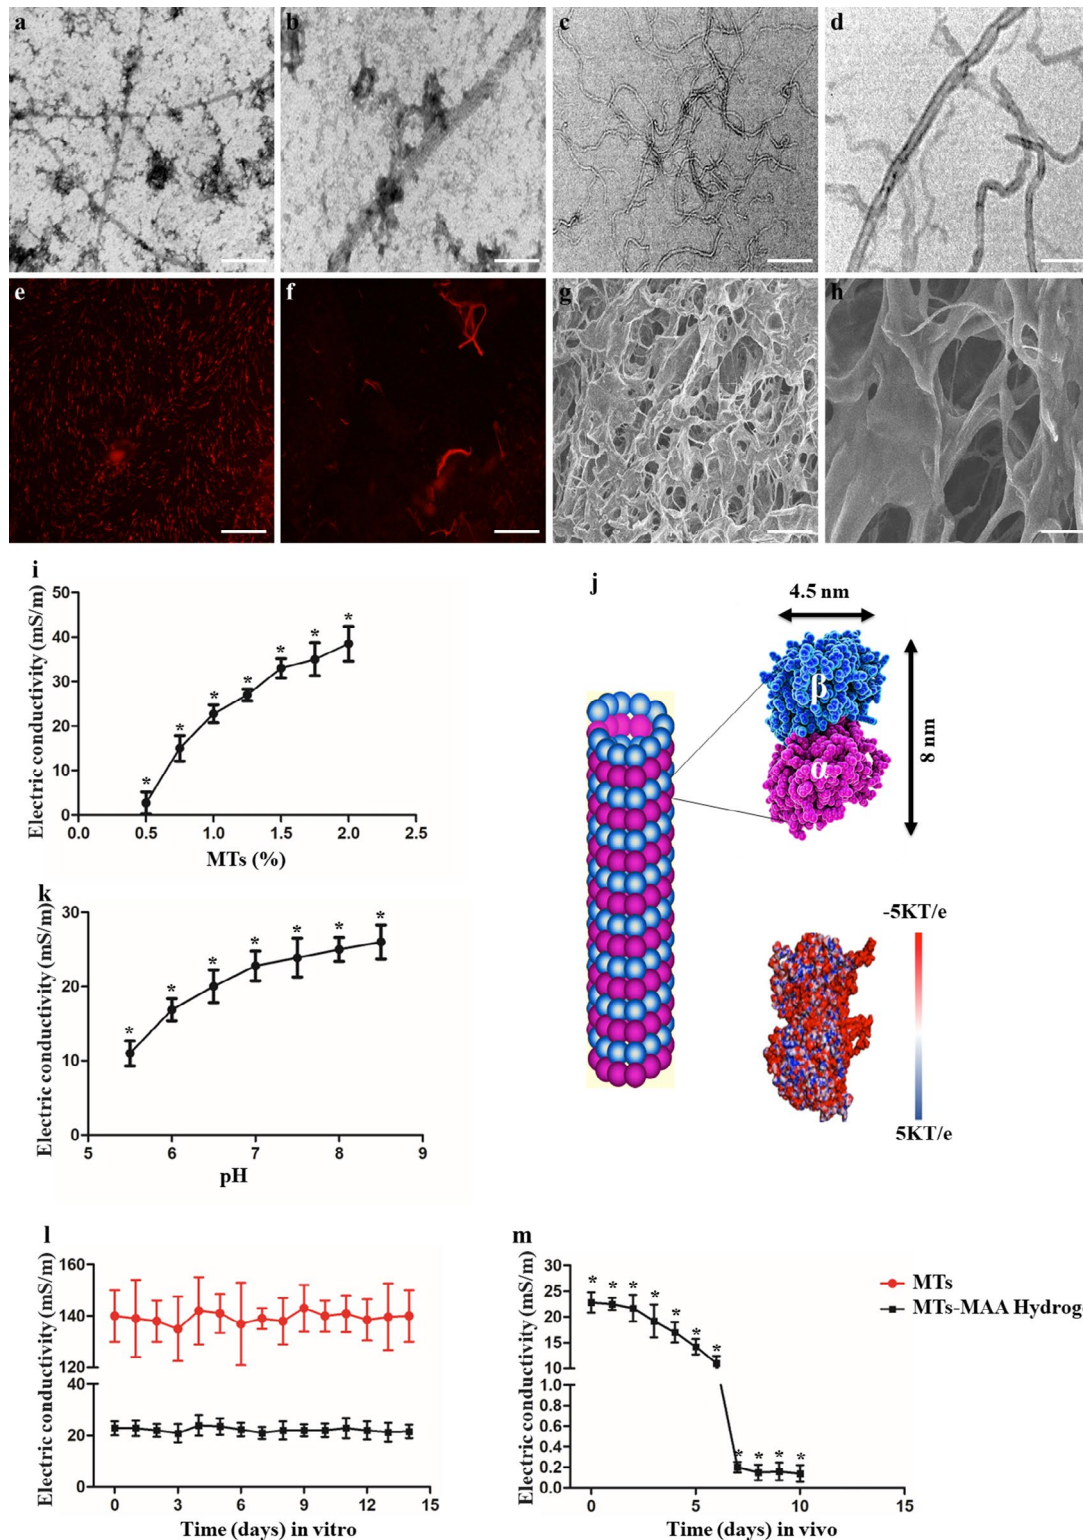 a b c d
e f g h
i
Electric conductivity (mS/m)
50
40
30
20
10
0
* * * * * * *
0.0 0.5 1.0 1.5 2.0 2.5
MTs (%)
j
4.5 nm
β
α
8 nm
-5KT/e
5KT/e
k
Electric conductivity (mS/m)
30
20
10
0
* * * * * * *
5 6 7 8 9
pH
l
Electric conductivity (mS/m)
160
140
120
40
20
0
0 3 6 9 12 15
Time (days) in vitro
m
Electric conductivity (mS/m)
30
25
20
15
10
1.0
0.8
0.6
0.4
0.2
0.0
* * * * * * * * * * *
0 5 10 15
Time (days) in vivo
MTs
MTs-MAA Hydrog